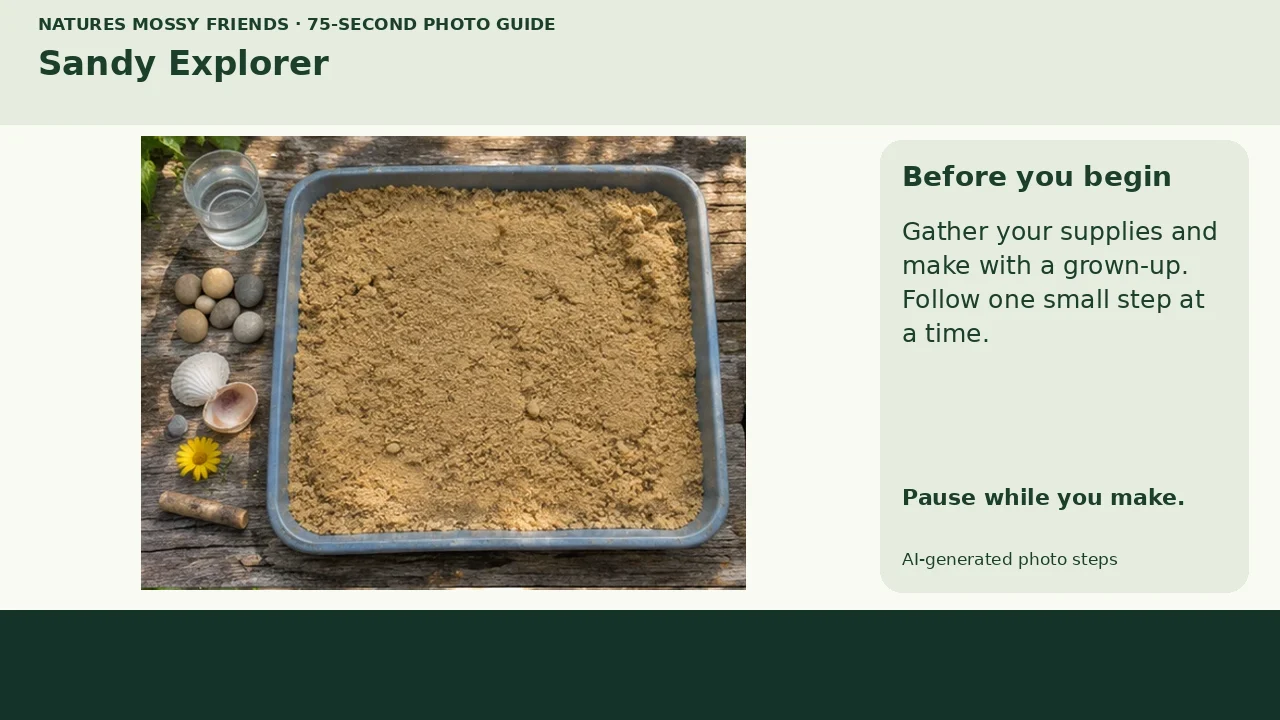 NATURES MOSSY FRIENDS · 75-SECOND PHOTO GUIDE
Sandy Explorer
Before you begin
Gather your supplies and
make with a grown-up.
Follow one small step at
a time.
Pause while you make.
AI-generated photo steps